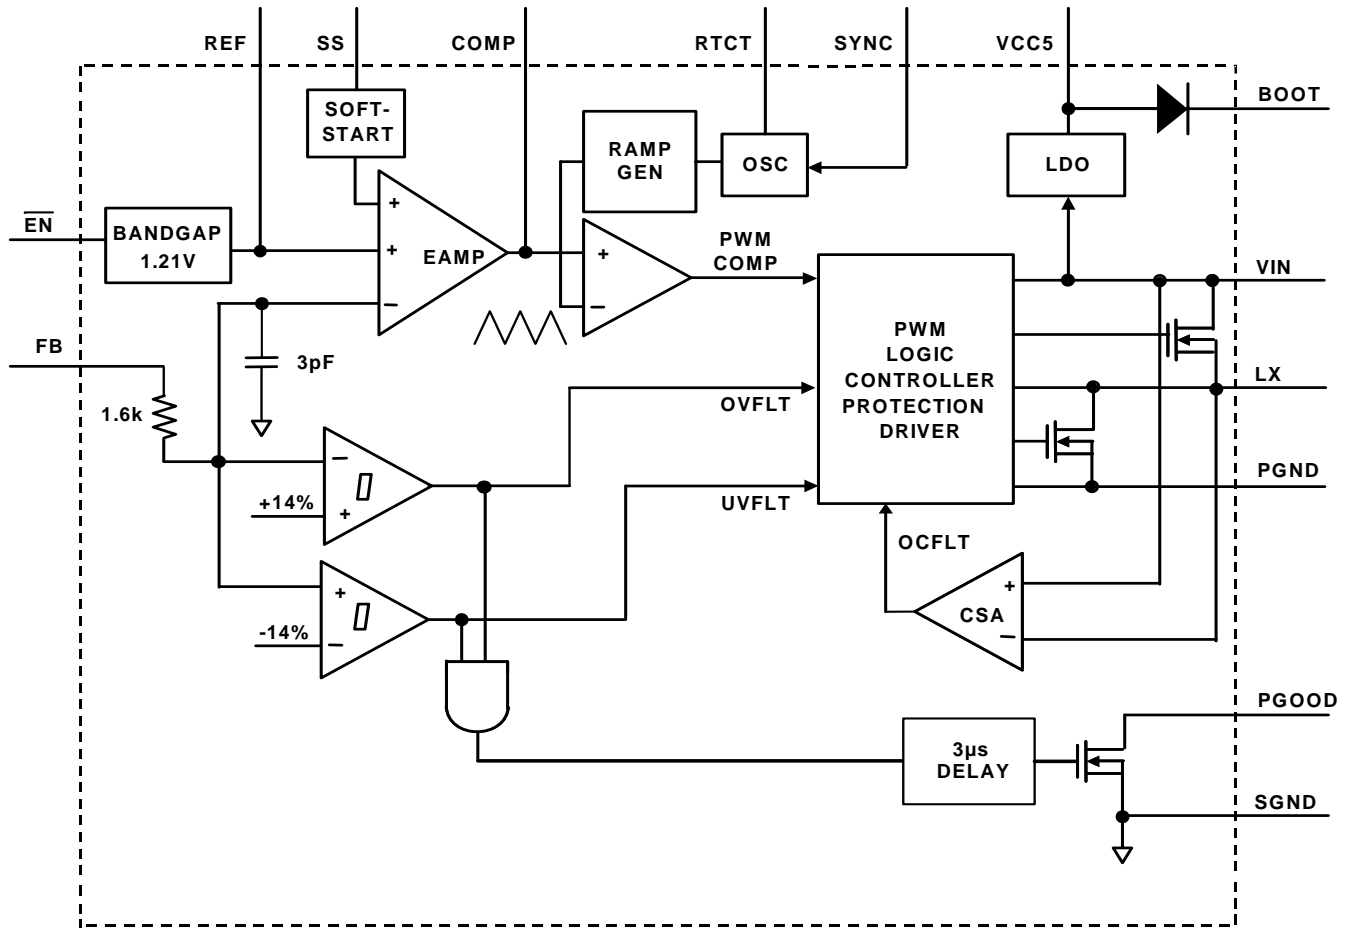 REF
SS
COMP
RTCT
SYNC
VCC5
BOOT
SOFT-
START
RAMP
GEN
OSC
LDO
EN
BANDGAP
1.21V
+
+
−
EAMP
+
−
PWM
COMP
VIN
FB
3pF
1.6k
PWM
LOGIC
CONTROLLER
PROTECTION
DRIVER
LX
OVFLT
−
+14%
+
UVFLT
PGND
OCFLT
+
-14%
−
+
CSA
−
PGOOD
3µs
DELAY
SGND